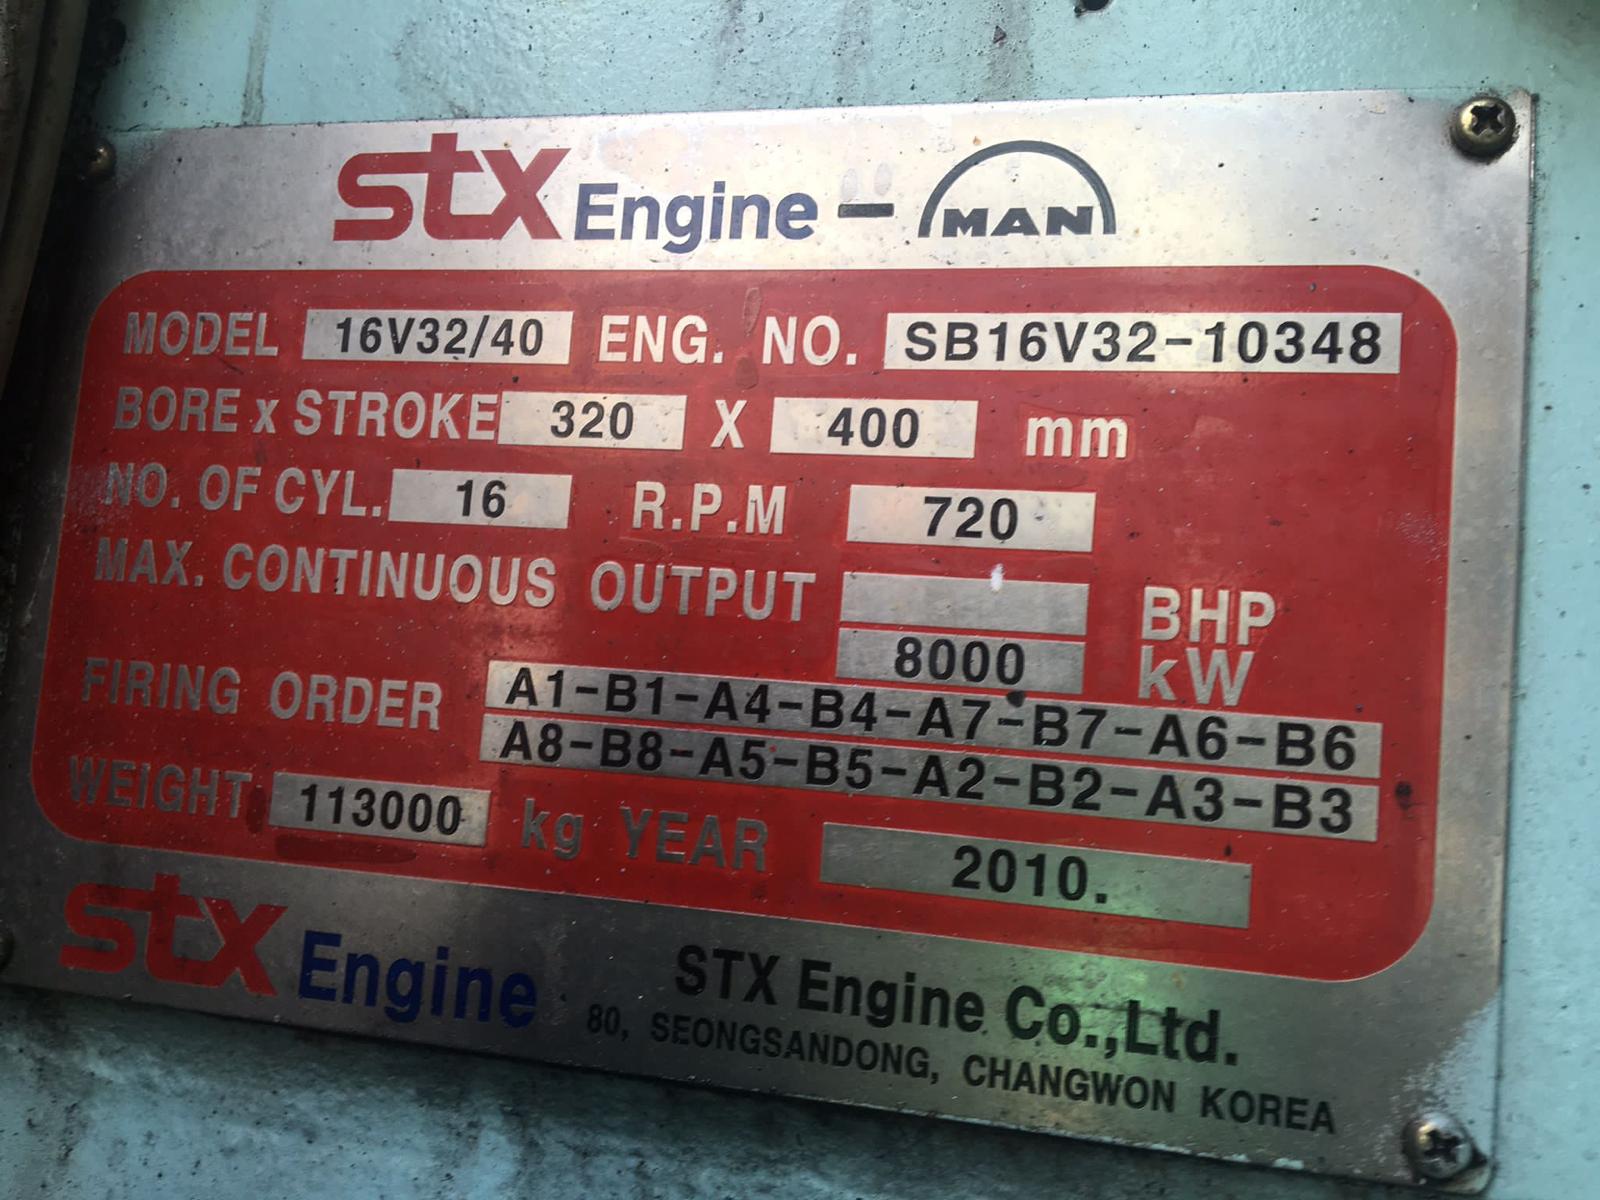 STX Engine - MAN
MODEL 16V32/40 ENG. NO. SB16V32-10348
BORE x STROKE 320 X 400 mm
NO. OF CYL. 16 R.P.M 720
MAX. CONTINUOUS OUTPUT BHP
8000 kW
FIRING ORDER A1-B1-A4-B4-A7-B7-A6-B6
A8-B8-A5-B5-A2-B2-A3-B3
WEIGHT 113000 kg YEAR 2010.
STX Engine STX Engine Co.,Ltd.
80, SEONGSANDONG, CHANGWON KOREA